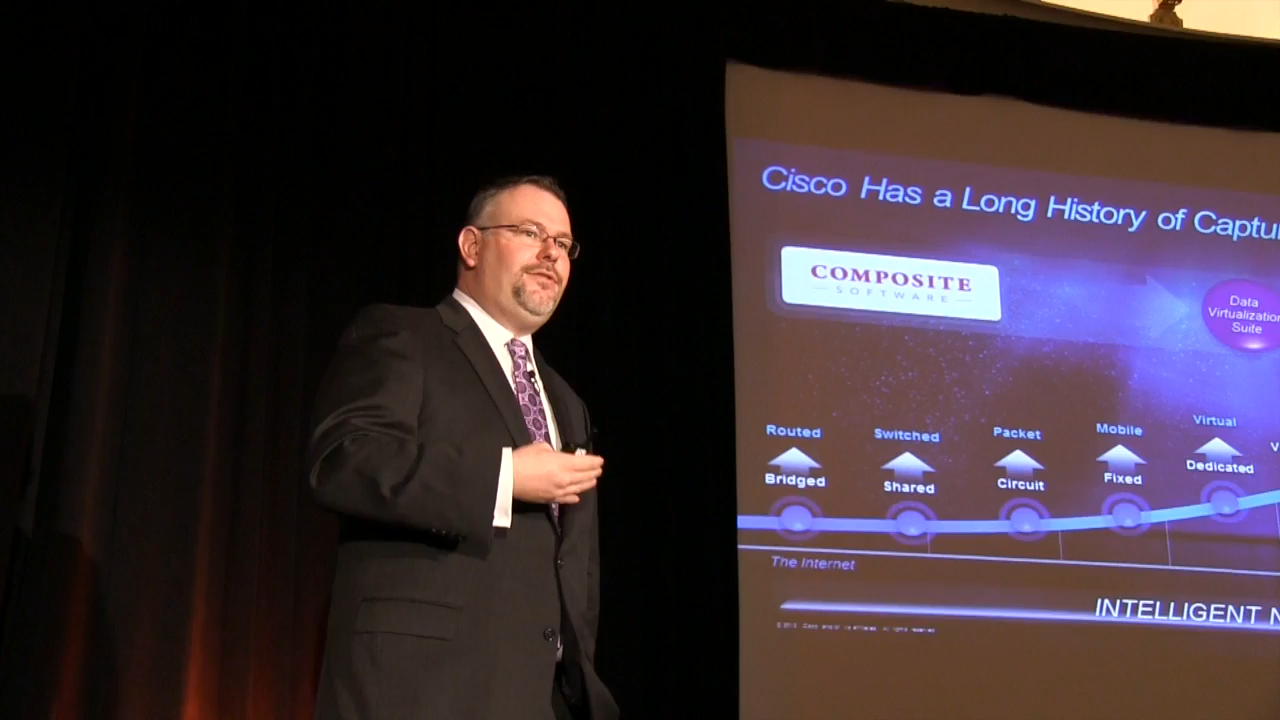 Cisco Has a Long History of Captu
COMPOSITE
SOFTWARE
Data
Virtualization
Suite
Routed
Bridged
Switched
Shared
Packet
Circuit
Mobile
Fixed
Virtual
Dedicated
V
The Internet
INTELLIGENT N